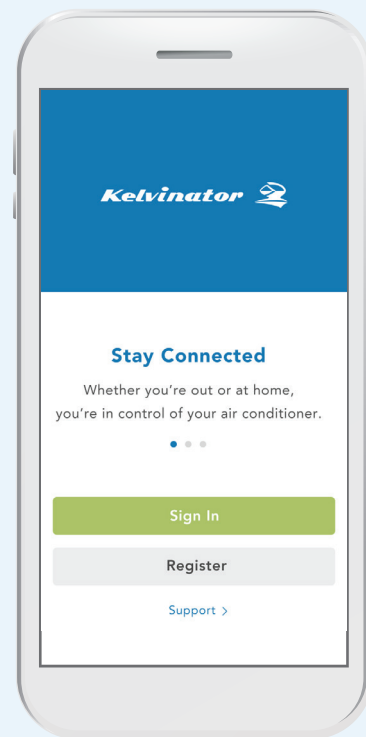 Kelvinator
Stay Connected
Whether you're out or at home,
you're in control of your air conditioner.
Sign In
Register
Support >